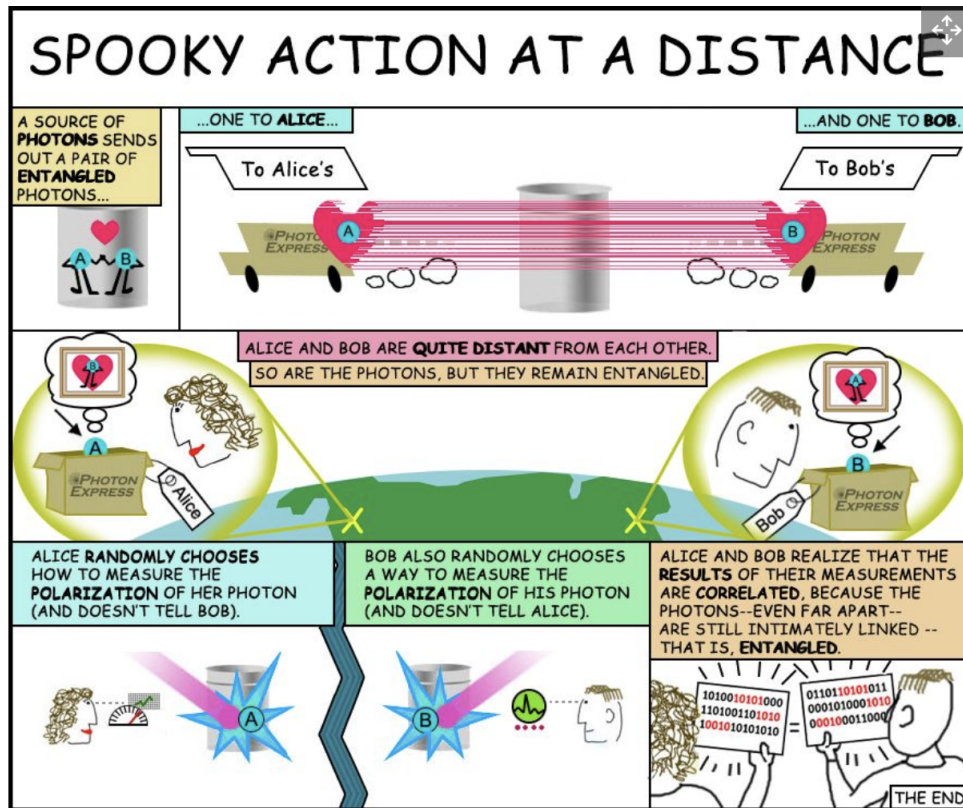 SPOOKY ACTION AT A DISTANCE
A SOURCE OF
PHOTONS SENDS
OUT A PAIR OF
ENTANGLED
PHOTONS...
A
B
...ONE TO ALICE...
...AND ONE TO BOB.
To Alice's
To Bob's
PHOTON
EXPRESS
A
B
PHOTON
EXPRESS
ALICE AND BOB ARE QUITE DISTANT FROM EACH OTHER.
SO ARE THE PHOTONS, BUT THEY REMAIN ENTANGLED.
B
A
PHOTON
EXPRESS
Alice
A
B
PHOTON
EXPRESS
Bob
ALICE RANDOMLY CHOOSES
HOW TO MEASURE THE
POLARIZATION OF HER PHOTON
(AND DOESN'T TELL BOB).
A
BOB ALSO RANDOMLY CHOOSES
A WAY TO MEASURE THE
POLARIZATION OF HIS PHOTON
(AND DOESN'T TELL ALICE).
B
ALICE AND BOB REALIZE THAT THE
RESULTS OF THEIR MEASUREMENTS
ARE CORRELATED, BECAUSE THE
PHOTONS--EVEN FAR APART--
ARE STILL INTIMATELY LINKED --
THAT IS, ENTANGLED.
1010010101000
1101001101010
1001010101010
=
0110110101011
0001010001010
0001000011000
THE END